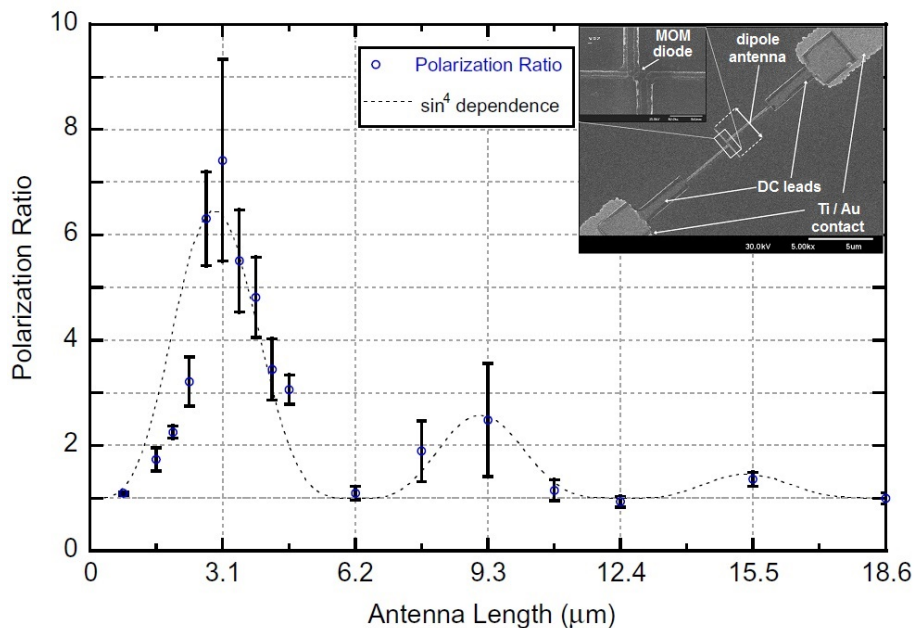 10
8
6
4
2
0
Polarization Ratio
Polarization Ratio
sin⁴ dependence
MOM
diode
dipole
antenna
DC leads
Ti / Au
contact
30.0kV 5.00kx 5um
0 3.1 6.2 9.3 12.4 15.5 18.6
Antenna Length (μm)